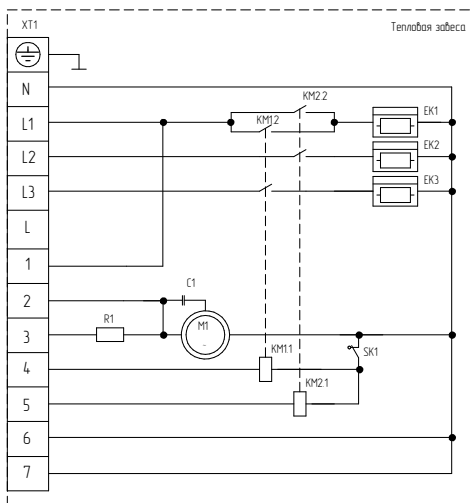 XT1
Тепловая завеса
N
KM2.2
L1
KM1.2
EK1
L2
EK2
L3
EK3
L
1
C1
2
R1
M1
3
~
KM1.1
SK1
4
KM2.1
5
6
7